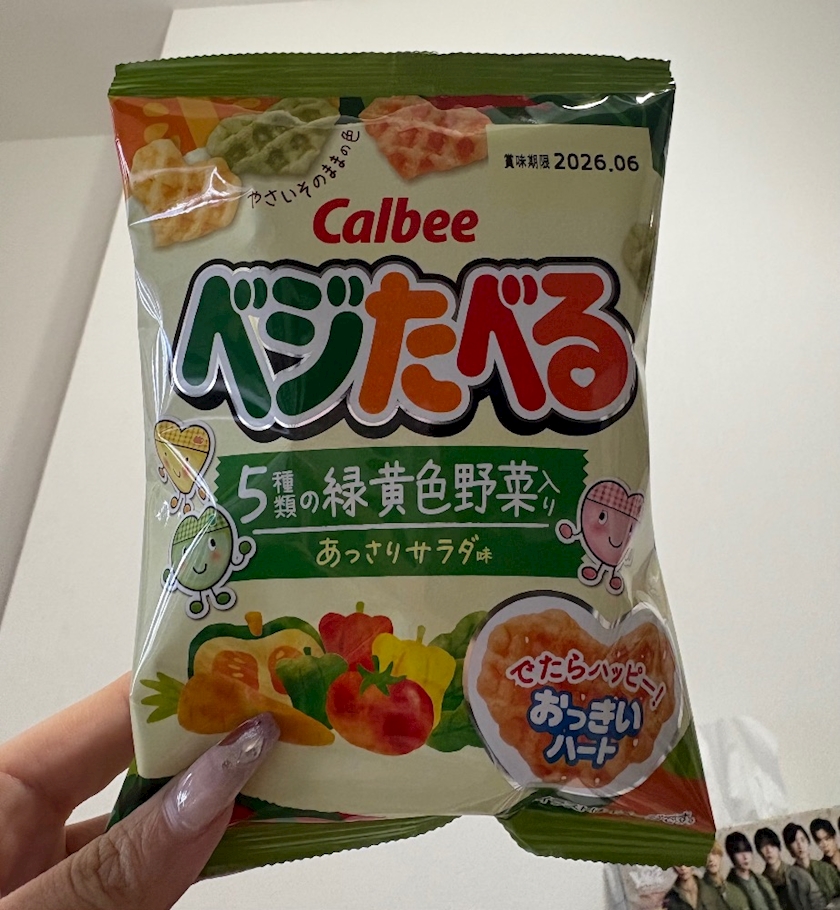 やさいそのままの色
賞味期限 2026.06
Calbee
ベジたべる
5種類の緑黄色野菜入り
あっさりサラダ味
でたらハッピー!
おっきい
ハート